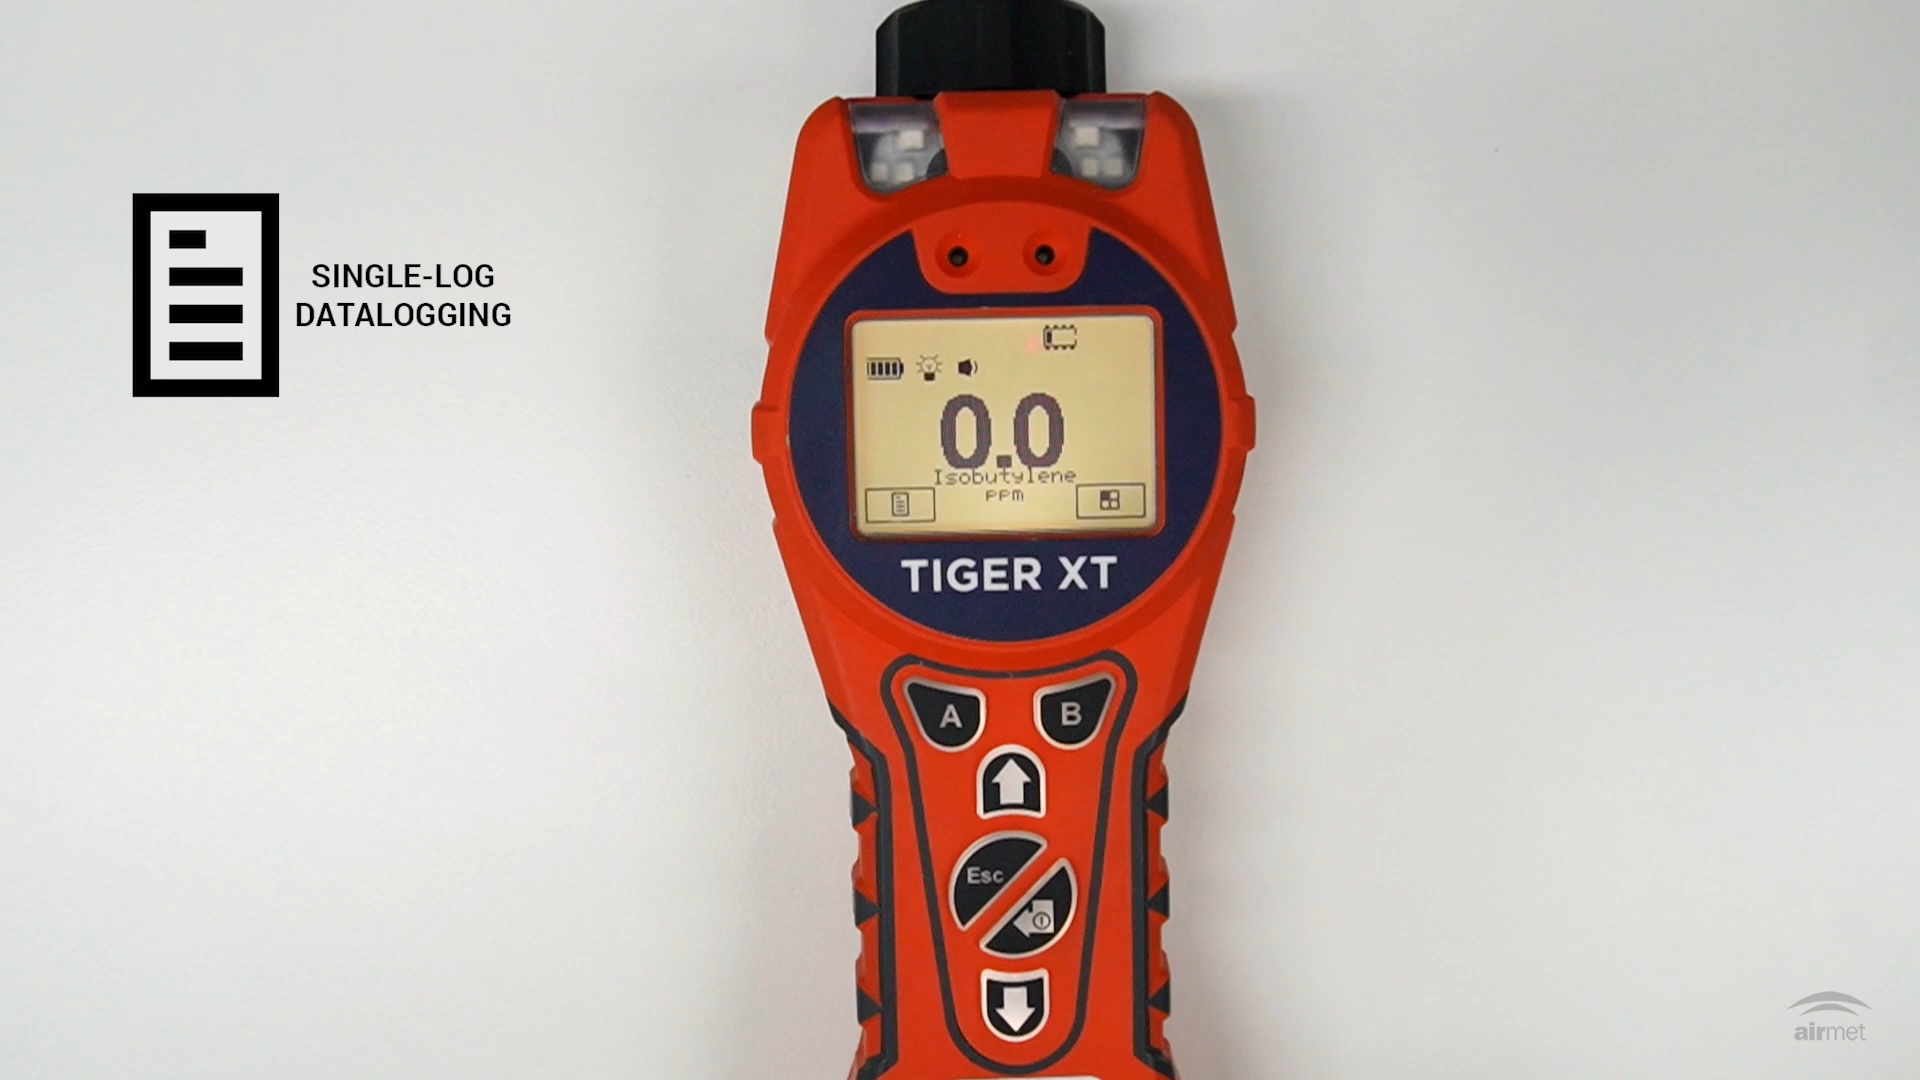 SINGLE-LOG
DATALOGGING
0.0
Isobutylene
ppm
TIGER XT
A
B
Esc
airmet